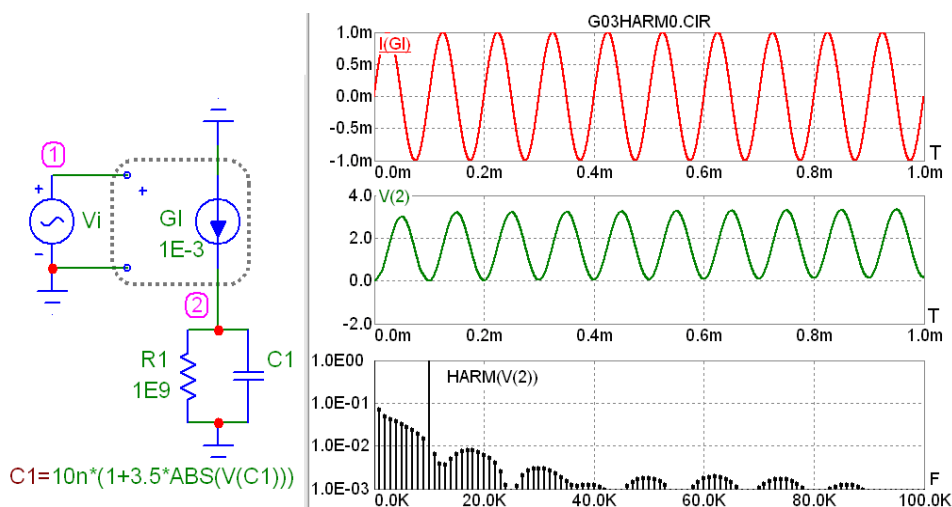 1
+
−
Vi
+
GI
1E-3
2
R1
1E9
C1
C1=10n*(1+3.5*ABS(V(C1)))
G03HARM0.CIR
1.0m
0.5m
0.0m
-0.5m
-1.0m
I(GI)
0.0m 0.2m 0.4m 0.6m 0.8m 1.0m
T
4.0
2.0
0.0
-2.0
V(2)
0.0m 0.2m 0.4m 0.6m 0.8m 1.0m
T
1.0E+00
1.0E-01
1.0E-02
1.0E-03
HARM(V(2))
0.0K 20.0K 40.0K 60.0K 80.0K 100.0K
F